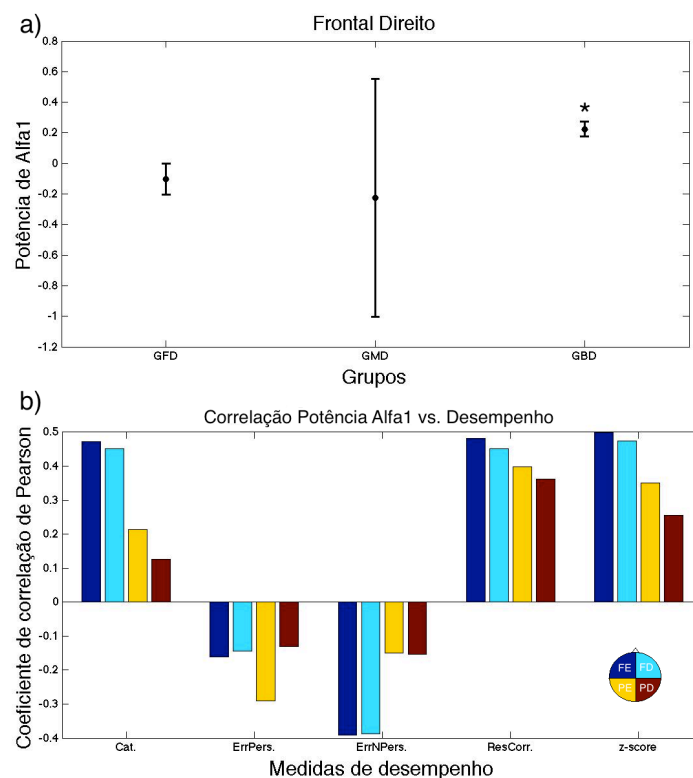 a)
Frontal Direito
Potência de Alfa1
0.8
0.6
0.4
0.2
0
-0.2
-0.4
-0.6
-0.8
-1
-1.2
*
GFD
GMD
GBD
Grupos
b)
Correlação Potência Alfa1 vs. Desempenho
Coeficiente de correlação de Pearson
0.5
0.4
0.3
0.2
0.1
0
-0.1
-0.2
-0.3
-0.4
FE
FD
PE
PD
Cat.
ErrPers.
ErrNPers.
ResCorr.
z-score
Medidas de desempenho